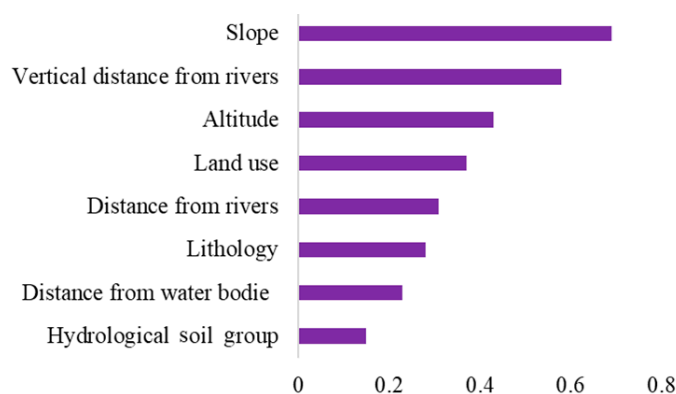 Slope
Vertical distance from rivers
Altitude
Land use
Distance from rivers
Lithology
Distance from water bodie
Hydrological soil group
0 0.2 0.4 0.6 0.8